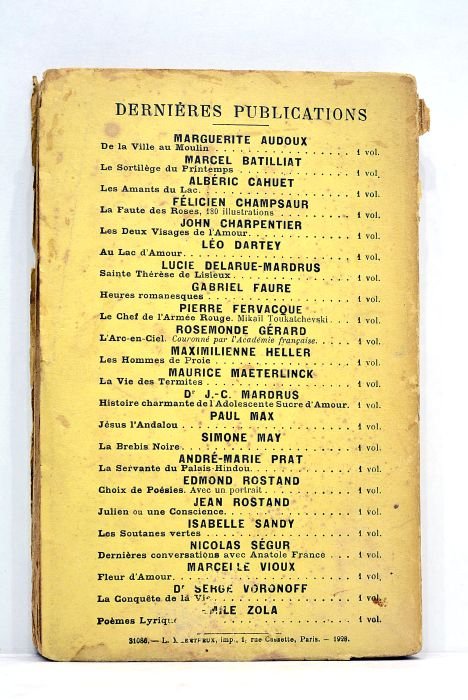 DERNIÈRES PUBLICATIONS
MARGUERITE AUDOUX
De la Ville au Moulin . . . . . . . . . . 1 vol.
MARCEL BATILLIAT
Le Sortilège du Printemps . . . . . . . . . . 1 vol.
ALBÉRIC CAHUET
Les Amants du Lac. . . . . . . . . . . 1 vol.
FÉLICIEN CHAMPSAUR
La Faute des Roses, 180 illustrations . . . . . . . . 1 vol.
JOHN CHARPENTIER
Les Deux Visages de l'Amour. . . . . . . . . . 1 vol.
LÉO DARTEY
Au Lac d'Amour. . . . . . . . . . . 1 vol.
LUCIE DELARUE-MARDRUS
Sainte Thérèse de Lisieux. . . . . . . . . . 1 vol.
GABRIEL FAURE
Heures romanesques . . . . . . . . . . 1 vol.
PIERRE FERVACQUE
Le Chef de l'Armée Rouge. Mikaïl Toukatchevski. . . 1 vol.
ROSEMONDE GÉRARD
L'Arc-en-Ciel. Couronné par l'Académie française. . . . 1 vol.
MAXIMILIENNE HELLER
Les Hommes de Proie . . . . . . . . . . 1 vol.
MAURICE MAETERLINCK
La Vie des Termites . . . . . . . . . . 1 vol.
Dr J.-C. MARDRUS
Histoire charmante de l'Adolescente Sucre d'Amour. 1 vol.
PAUL MAX
Jésus l'Andalou . . . . . . . . . . 1 vol.
SIMONE MAY
La Brebis Noire. . . . . . . . . . . 1 vol.
ANDRÉ-MARIE PRAT
La Servante du Palais-Hindou. . . . . . . . . 1 vol.
EDMOND ROSTAND
Choix de Poésies. Avec un portrait . . . . . . . . 1 vol.
JEAN ROSTAND
Julien ou une Conscience. . . . . . . . . . 1 vol.
ISABELLE SANDY
Les Soutanes vertes . . . . . . . . . . 1 vol.
NICOLAS SÉGUR
Dernières conversations avec Anatole France . . . 1 vol.
MARCELLE VIOUX
Fleur d'Amour. . . . . . . . . . . 1 vol.
Dr SERGE VORONOFF
La Conquête de la Vie . . . . . . . . . 1 vol.
MILE ZOLA
Poèmes Lyrique . . . . . . . . . . 1 vol.
31086. — L. imp., 1, rue Cassette, Paris. — 1928.